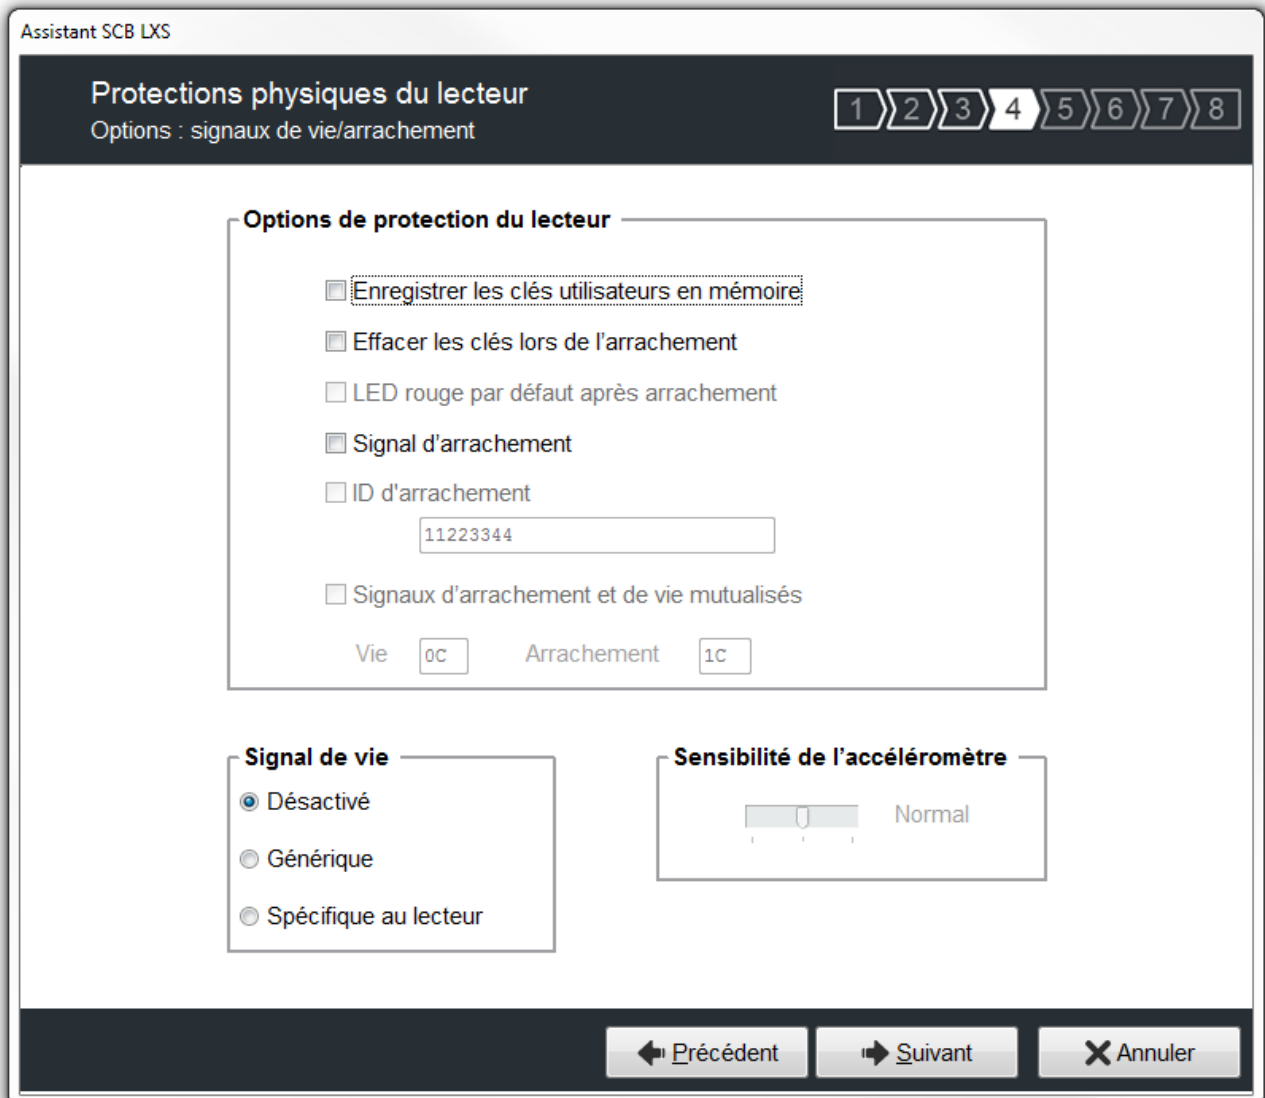 Assistant SCB LXS
Protections physiques du lecteur
Options : signaux de vie/arrachement
1 2 3 4 5 6 7 8
Options de protection du lecteur
Enregistrer les clés utilisateurs en mémoire
Effacer les clés lors de l’arrachement
LED rouge par défaut après arrachement
Signal d’arrachement
ID d'arrachement
11223344
Signaux d’arrachement et de vie mutualisés
Vie 0C Arrachement 1C
Signal de vie
Désactivé
Générique
Spécifique au lecteur
Sensibilité de l’accéléromètre
Normal
Précédent Suivant Annuler